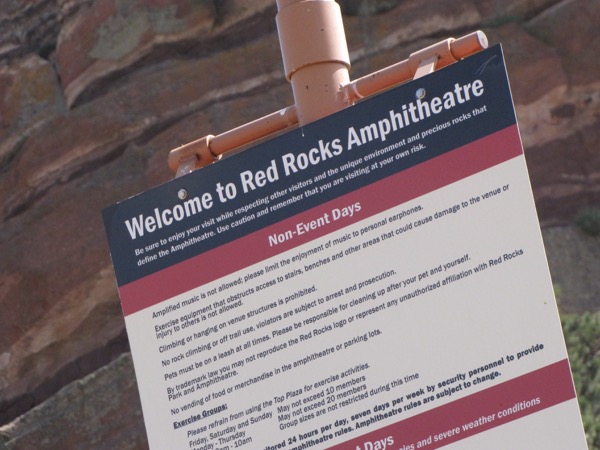 Welcome to Red Rocks Amphitheatre
Be sure to enjoy your visit while respecting other visitors and the unique environment and precious rocks that
define the Amphitheatre. Use caution and remember that you are visiting at your own risk.
Non-Event Days
Amplified music is not allowed; please limit the enjoyment of music to personal earphones.
Exercise equipment that obstructs access to stairs, benches and other areas that could cause damage to the venue or
injury to others is not allowed.
Climbing or hanging on venue structures is prohibited.
No rock climbing or off trail use, violators are subject to arrest and prosecution.
Pets must be on a leash at all times. Please be responsible for cleaning up after your pet and yourself.
By trademark law you may not reproduce the Red Rocks logo or represent any unauthorized affiliation with Red Rocks
Park and Amphitheatre.
No vending of food or merchandise in the amphitheatre or parking lots.
Exercise Groups:
Please refrain from using the Top Plaza for exercise activities.
Friday, Saturday and Sunday May not exceed 10 members
Monday - Thursday May not exceed 20 members
- 10am Group sizes are not restricted during this time
24 hours per day, seven days per week by security personnel to provide
amphitheatre rules. Amphitheatre rules are subject to change.
Days
and severe weather conditions